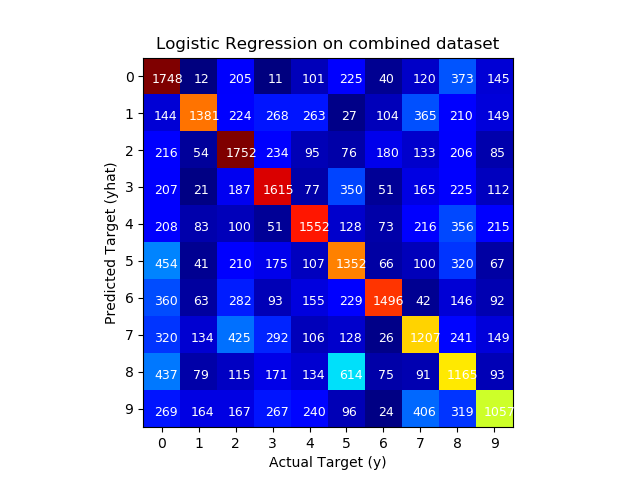 Logistic Regression on combined dataset
0 1748 12 205 11 101 225 40 120 373 145
1 144 1381 224 268 263 27 104 365 210 149
2 216 54 1752 234 95 76 180 133 206 85
3 207 21 187 1615 77 350 51 165 225 112
4 208 83 100 51 1552 128 73 216 356 215
5 454 41 210 175 107 1352 66 100 320 67
6 360 63 282 93 155 229 1496 42 146 92
7 320 134 425 292 106 128 26 1207 241 149
8 437 79 115 171 134 614 75 91 1165 93
9 269 164 167 267 240 96 24 406 319 1057
0 1 2 3 4 5 6 7 8 9
Actual Target (y)
Predicted Target (yhat)